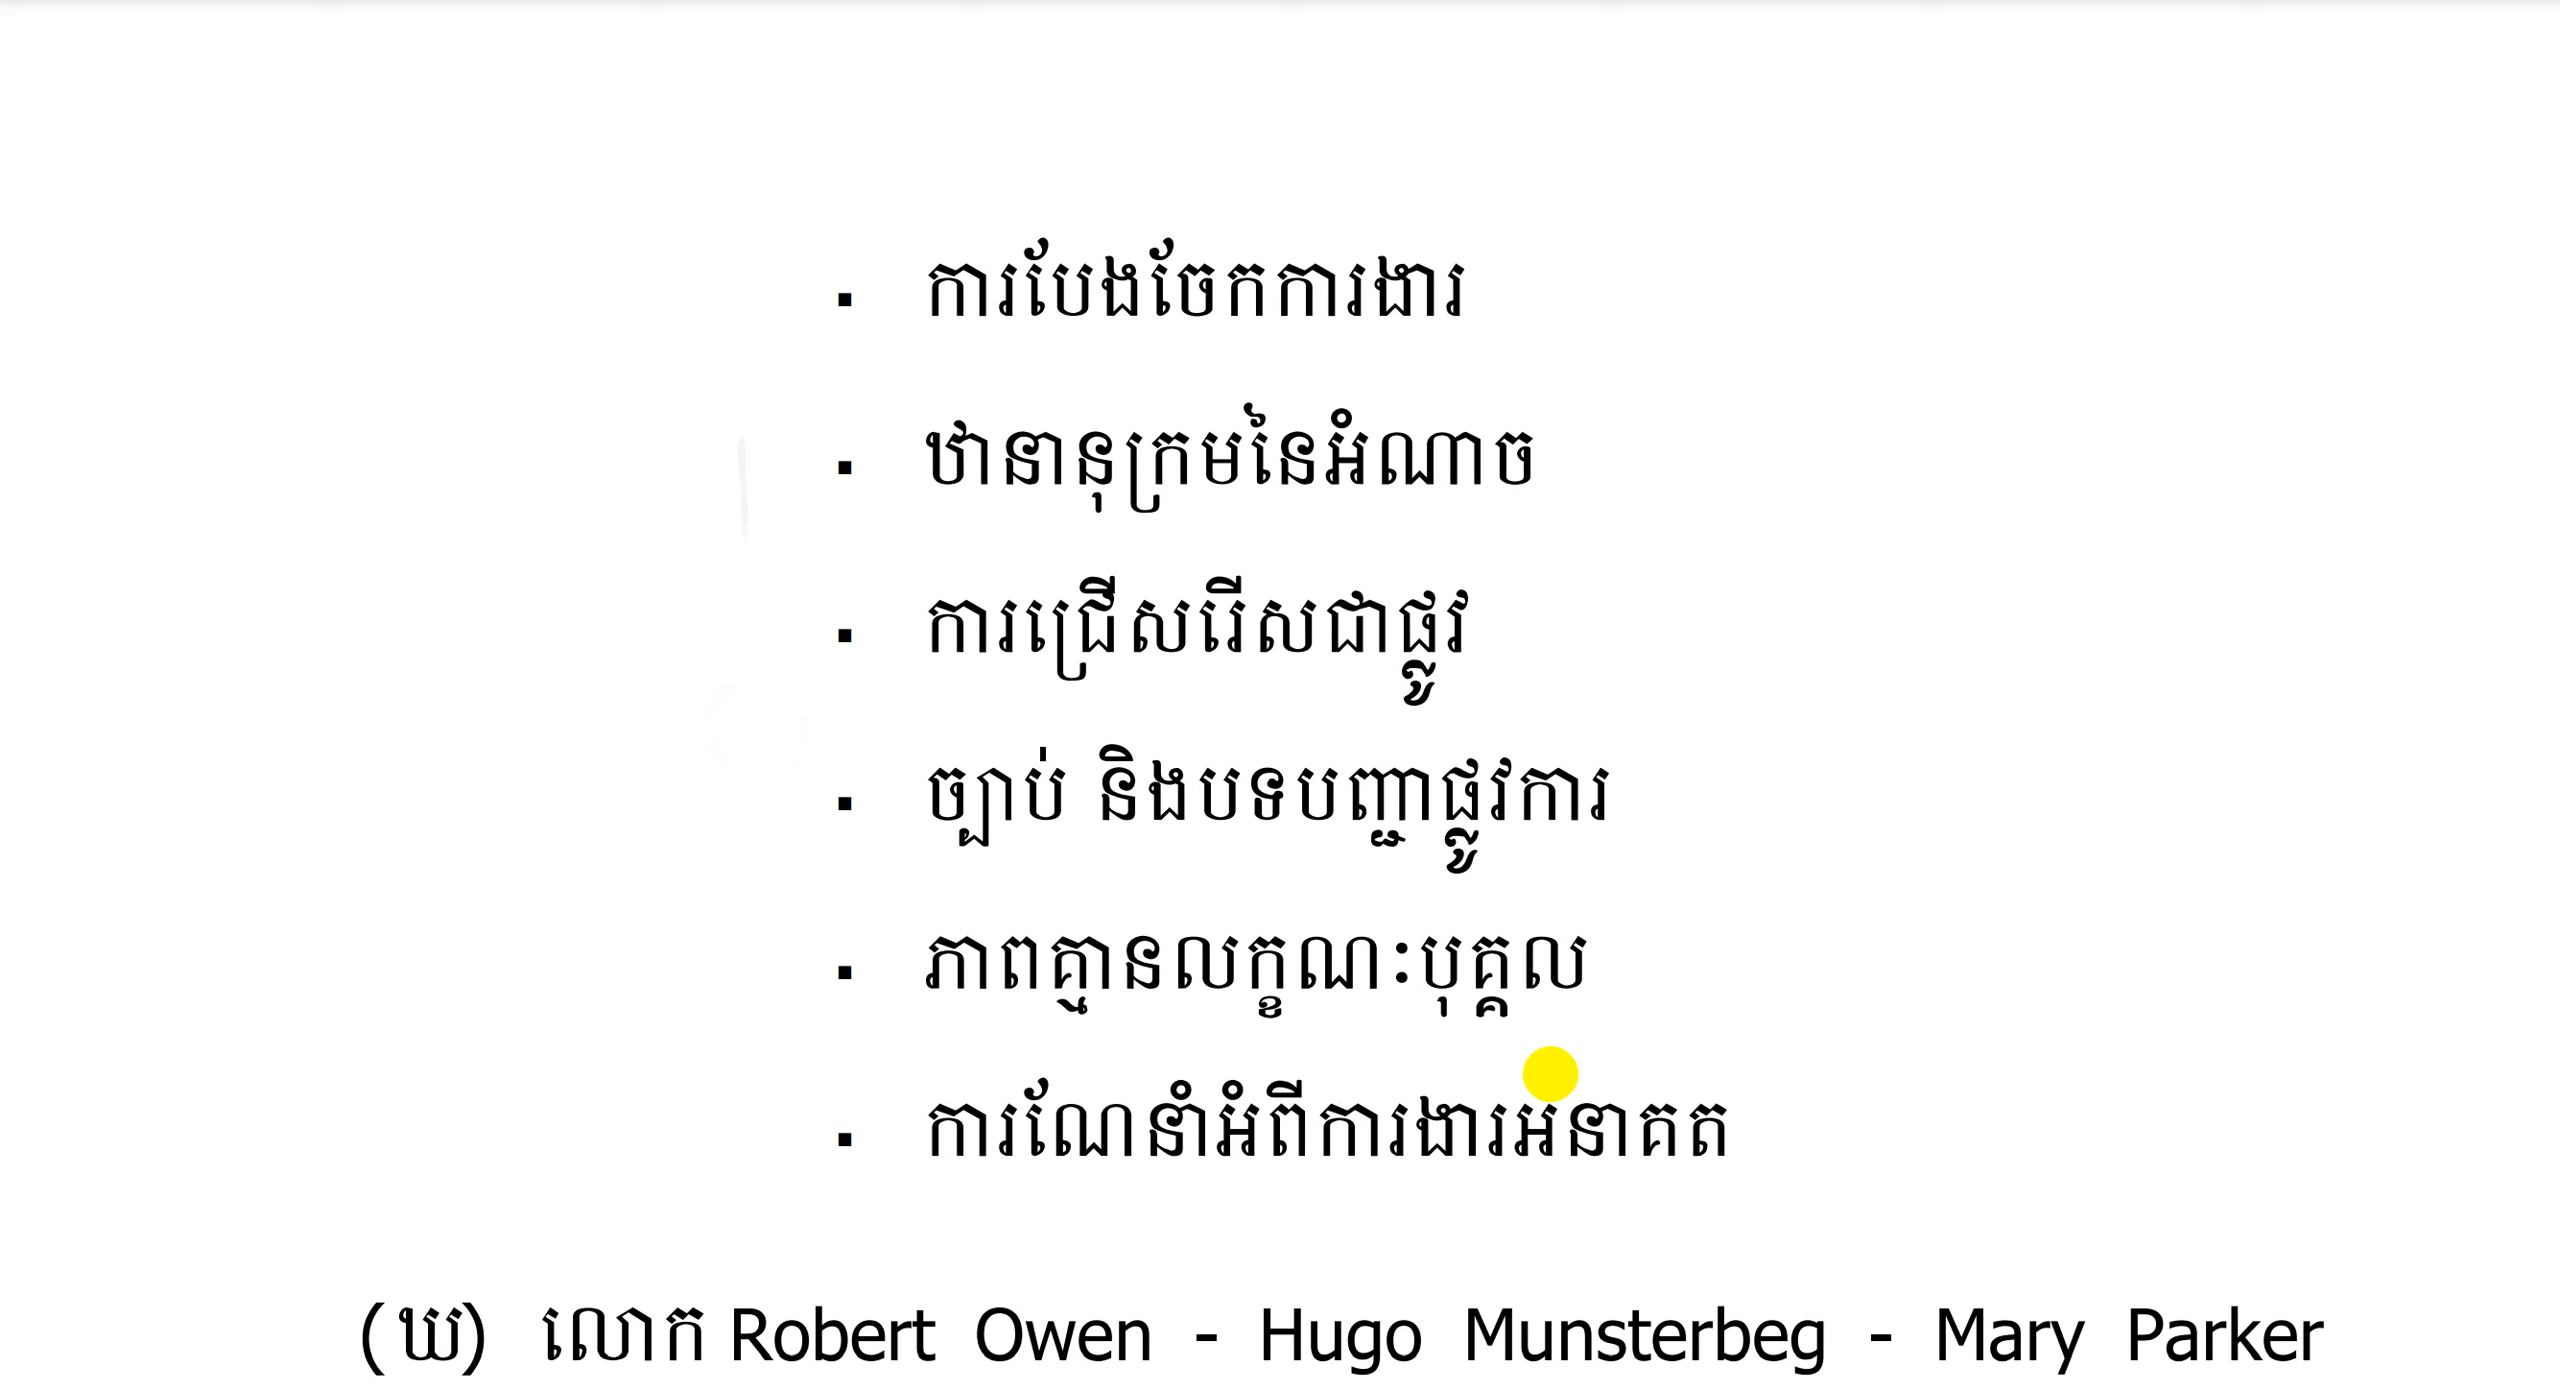 ▪ ការបែងចែកការងារ
▪ ឋានានុក្រមនៃអំណាច
▪ ការជ្រើសរើសជាផ្លូវ
▪ ច្បាប់ និងបទបញ្ជាផ្លូវការ
▪ ភាពគ្មានលក្ខណៈបុគ្គល
▪ ការណែនាំអំពីការងារអនាគត
(ឃ) លោក Robert Owen - Hugo Munsterbeg - Mary Parker